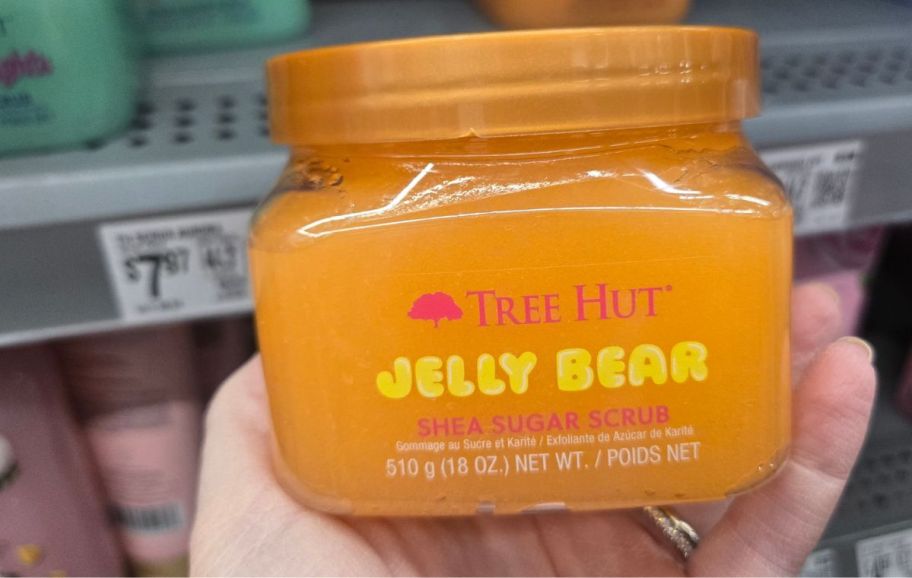 $7.97
TREE HUT®
JELLY BEAR
SHEA SUGAR SCRUB
Gommage au Sucre et Karité / Exfoliante de Azúcar de Karité
510 g (18 OZ.) NET WT. / POIDS NET